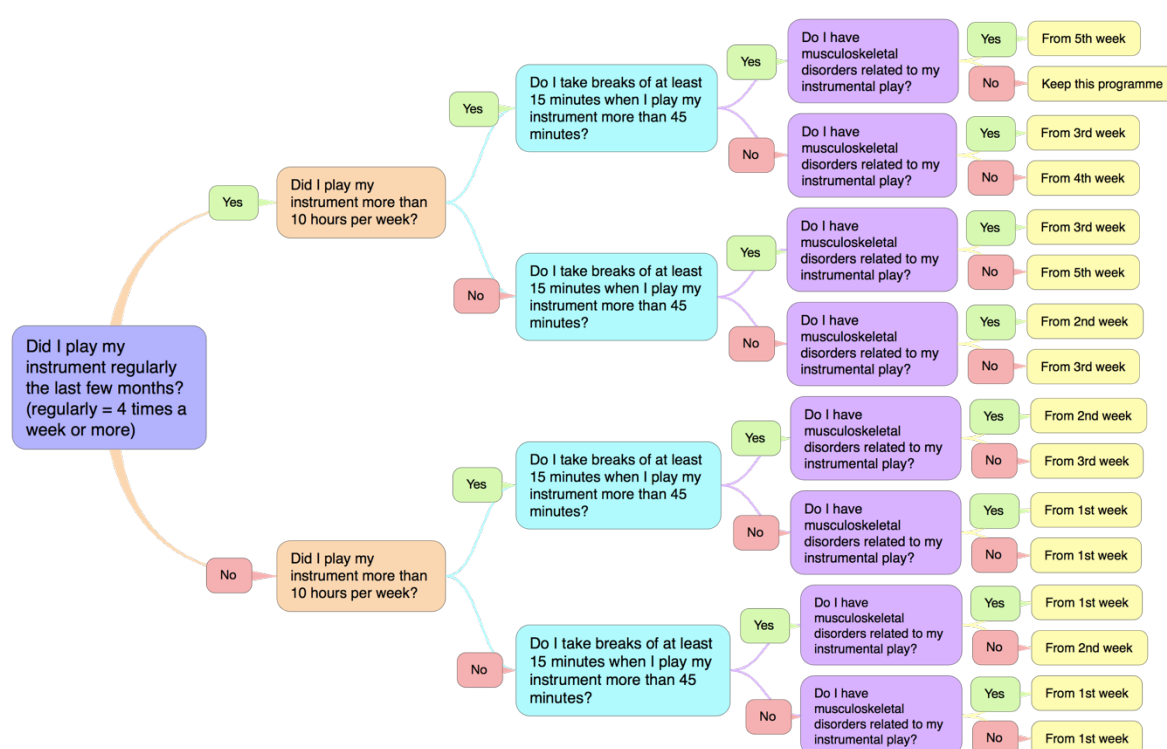 Did I play my
instrument regularly
the last few months?
(regularly = 4 times a
week or more)
Yes
Did I play my
instrument more than
10 hours per week?
Yes
Do I take breaks of at least
15 minutes when I play my
instrument more than 45
minutes?
Yes
Do I have
musculoskeletal
disorders related to my
instrumental play?
Yes
From 5th week
No
Keep this programme
No
Do I have
musculoskeletal
disorders related to my
instrumental play?
Yes
From 3rd week
No
From 4th week
No
Do I take breaks of at least
15 minutes when I play my
instrument more than 45
minutes?
Yes
Do I have
musculoskeletal
disorders related to my
instrumental play?
Yes
From 3rd week
No
From 5th week
No
Do I have
musculoskeletal
disorders related to my
instrumental play?
Yes
From 2nd week
No
From 3rd week
No
Did I play my
instrument more than
10 hours per week?
Yes
Do I take breaks of at least
15 minutes when I play my
instrument more than 45
minutes?
Yes
Do I have
musculoskeletal
disorders related to my
instrumental play?
Yes
From 2nd week
No
From 3rd week
No
Do I have
musculoskeletal
disorders related to my
instrumental play?
Yes
From 1st week
No
From 1st week
No
Do I take breaks of at least
15 minutes when I play my
instrument more than 45
minutes?
Yes
Do I have
musculoskeletal
disorders related to my
instrumental play?
Yes
From 1st week
No
From 2nd week
No
Do I have
musculoskeletal
disorders related to my
instrumental play?
Yes
From 1st week
No
From 1st week